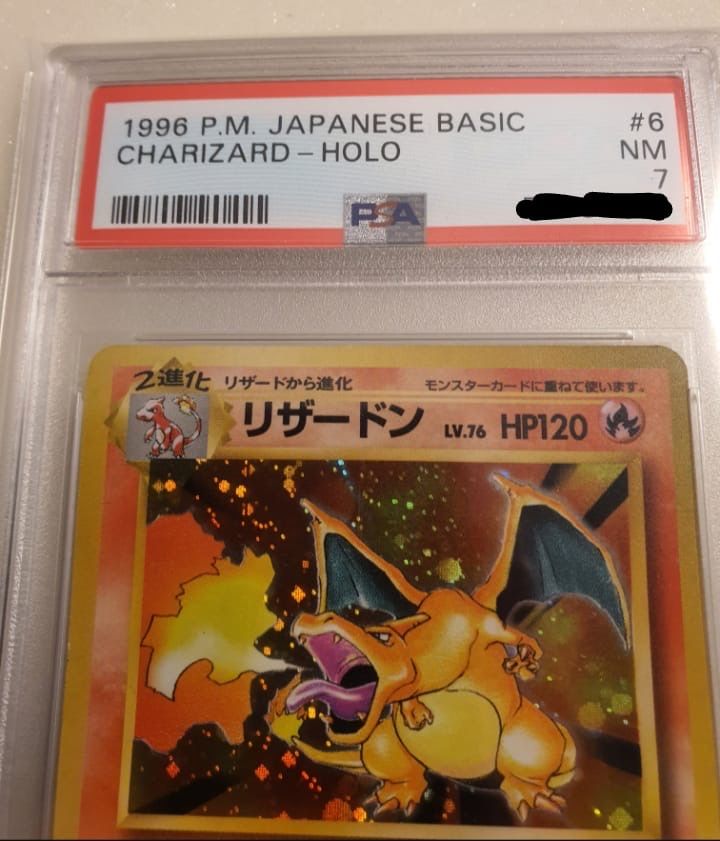 1996 P.M. JAPANESE BASIC #6
CHARIZARD – HOLO NM
7
PSA
2進化 リザードから進化 モンスターカードに重ねて使います。
リザードン LV.76 HP120